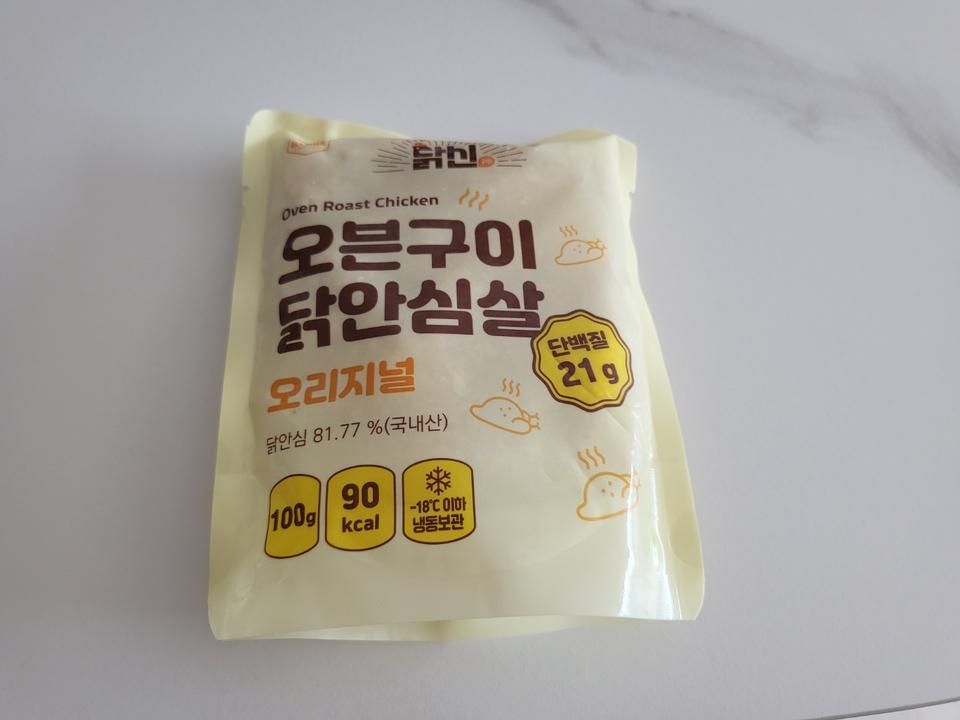 닭신
Oven Roast Chicken
오븐구이
닭안심살
단백질
21 g
오리지널
닭안심 81.77 %(국내산)
100g
90
kcal
-18℃ 이하
냉동보관